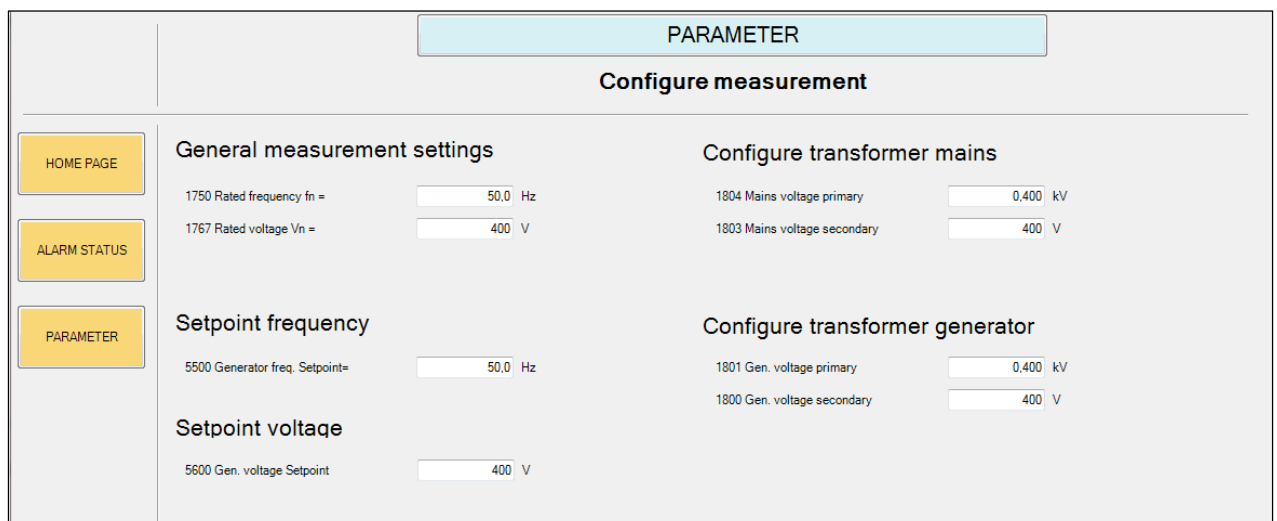 PARAMETER
Configure measurement
HOME PAGE
ALARM STATUS
PARAMETER
General measurement settings
1750 Rated frequency fn = 50,0 Hz
1767 Rated voltage Vn = 400 V
Setpoint frequency
5500 Generator freq. Setpoint= 50,0 Hz
Setpoint voltage
5600 Gen. voltage Setpoint 400 V
Configure transformer mains
1804 Mains voltage primary 0,400 kV
1803 Mains voltage secondary 400 V
Configure transformer generator
1801 Gen. voltage primary 0,400 kV
1800 Gen. voltage secondary 400 V